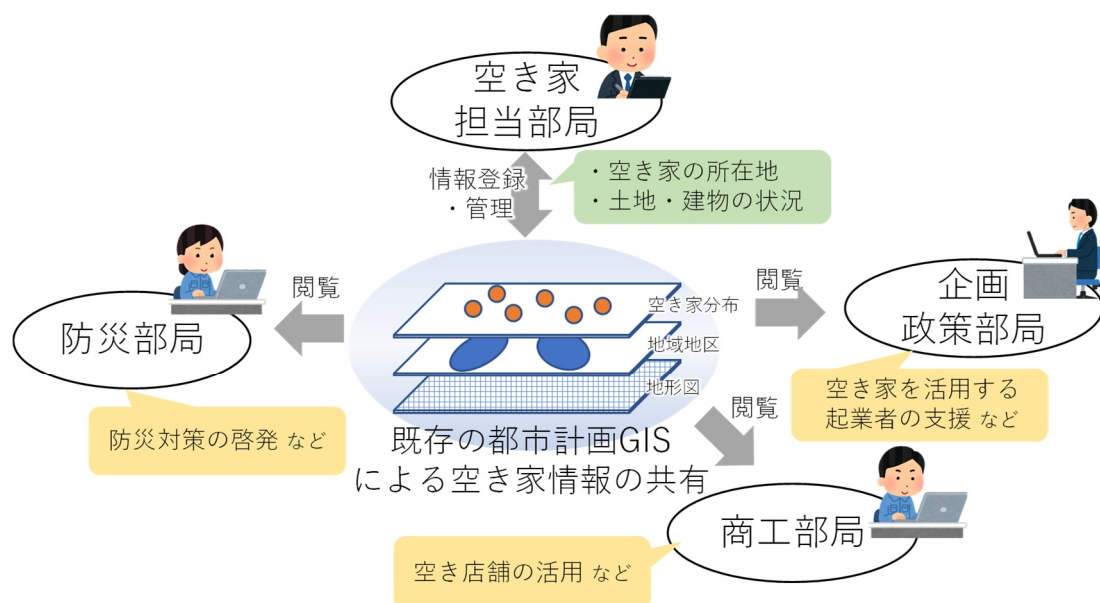 空き家
担当部局
情報登録
・管理
・空き家の所在地
・土地・建物の状況
閲覧
防災部局
防災対策の啓発 など
空き家分布
地域地区
地形図
既存の都市計画GIS
による空き家情報の共有
閲覧
企画
政策部局
空き家を活用する
起業者の支援 など
閲覧
商工部局
空き店舗の活用 など